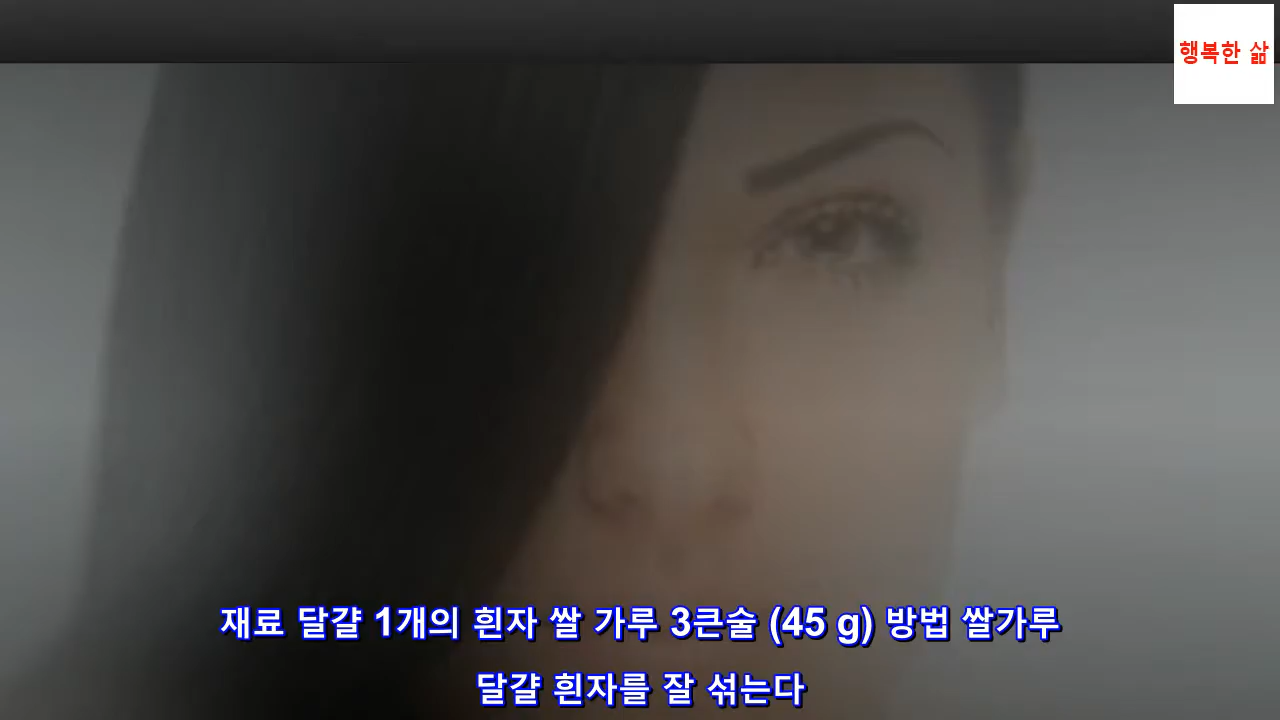 행복한 삶
재료 달걀 1개의 흰자 쌀 가루 3큰술 (45 g) 방법 쌀가루
달걀 흰자를 잘 섞는다